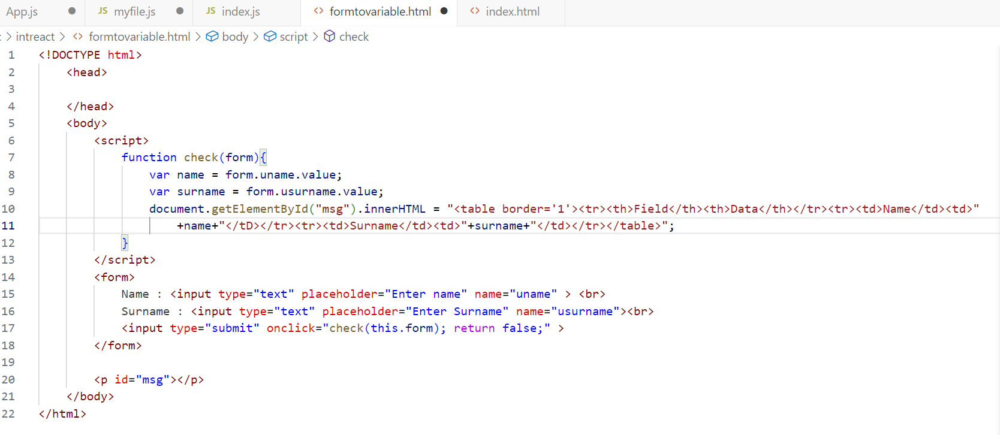 App.js ● JS myfile.js ● JS index.js <> formtovariable.html ● <> index.html
: > intreact > <> formtovariable.html > body > script > check
1 <!DOCTYPE html>
2 <head>
3
4 </head>
5 <body>
6 <script>
7 function check(form){
8 var name = form.uname.value;
9 var surname = form.usurname.value;
10 document.getElementById("msg").innerHTML = "<table border='1'><tr><th>Field</th><th>Data</th></tr><tr><td>Name</td><td>"
11 +name+"</tD></tr><tr><td>Surname</td><td>"+surname+"</td></tr></table>";
12 }
13 </script>
14 <form>
15 Name : <input type="text" placeholder="Enter name" name="uname" > <br>
16 Surname : <input type="text" placeholder="Enter Surname" name="usurname"><br>
17 <input type="submit" onclick="check(this.form); return false;" >
18 </form>
19
20 <p id="msg"></p>
21 </body>
22 </html>